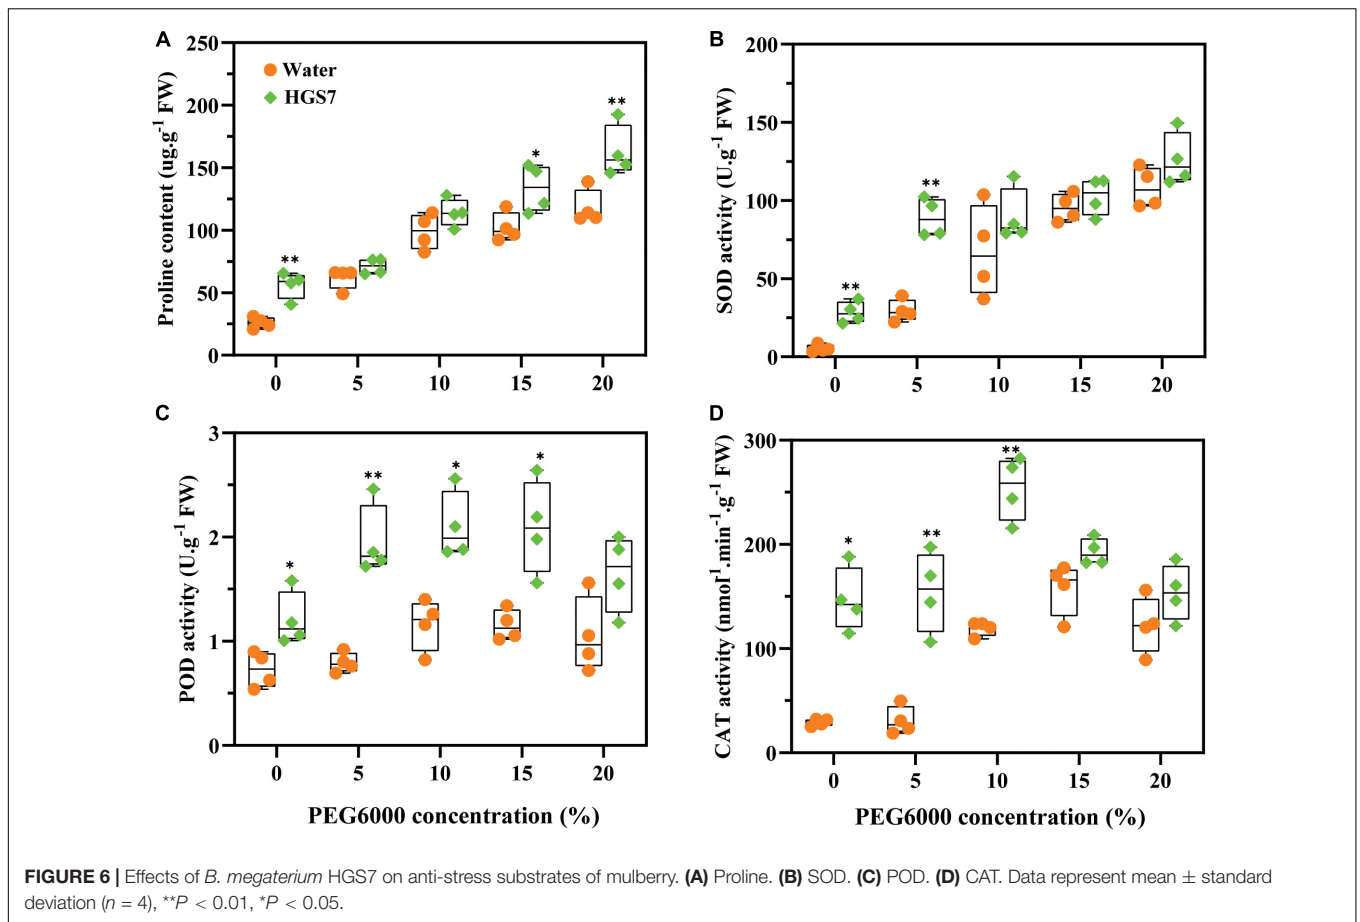 A
250
200
150
100
50
0
Proline content (ug.g⁻¹ FW)
Water
HGS7
**
*
**
0 5 10 15 20
B
200
150
100
50
0
SOD activity (U.g⁻¹ FW)
**
**
0 5 10 15 20
C
3
2
1
0
POD activity (U.g⁻¹ FW)
*
**
*
*
0 5 10 15 20
PEG6000 concentration (%)
D
300
200
100
0
CAT activity (nmol¹.min⁻¹.g⁻¹ FW)
*
**
**
0 5 10 15 20
PEG6000 concentration (%)
FIGURE 6 | Effects of B. megaterium HGS7 on anti-stress substrates of mulberry. (A) Proline. (B) SOD. (C) POD. (D) CAT. Data represent mean ± standard
deviation (n = 4), **P < 0.01, *P < 0.05.